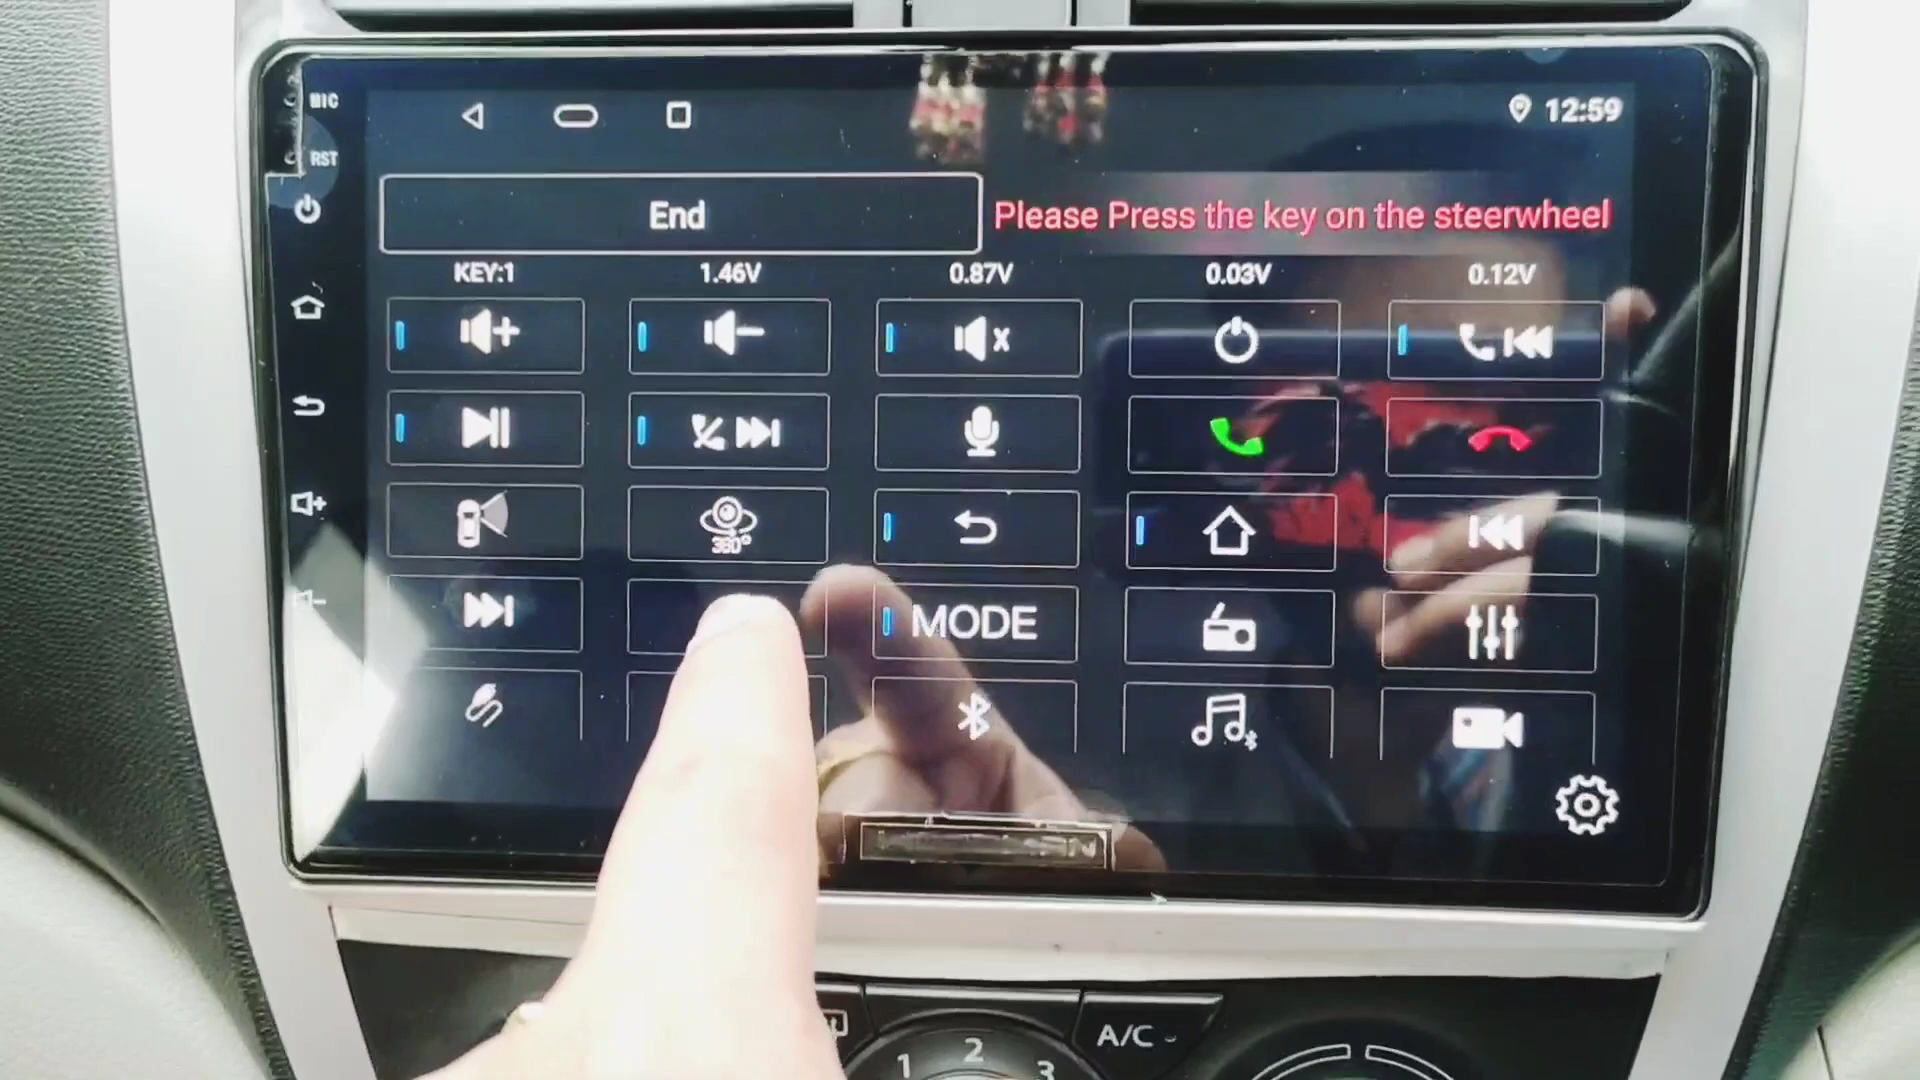 MIC
12:59
RST
End
Please Press the key on the steerwheel
KEY:1 1.46V 0.87V 0.03V 0.12V
360°
MODE
A/C
1 2 3